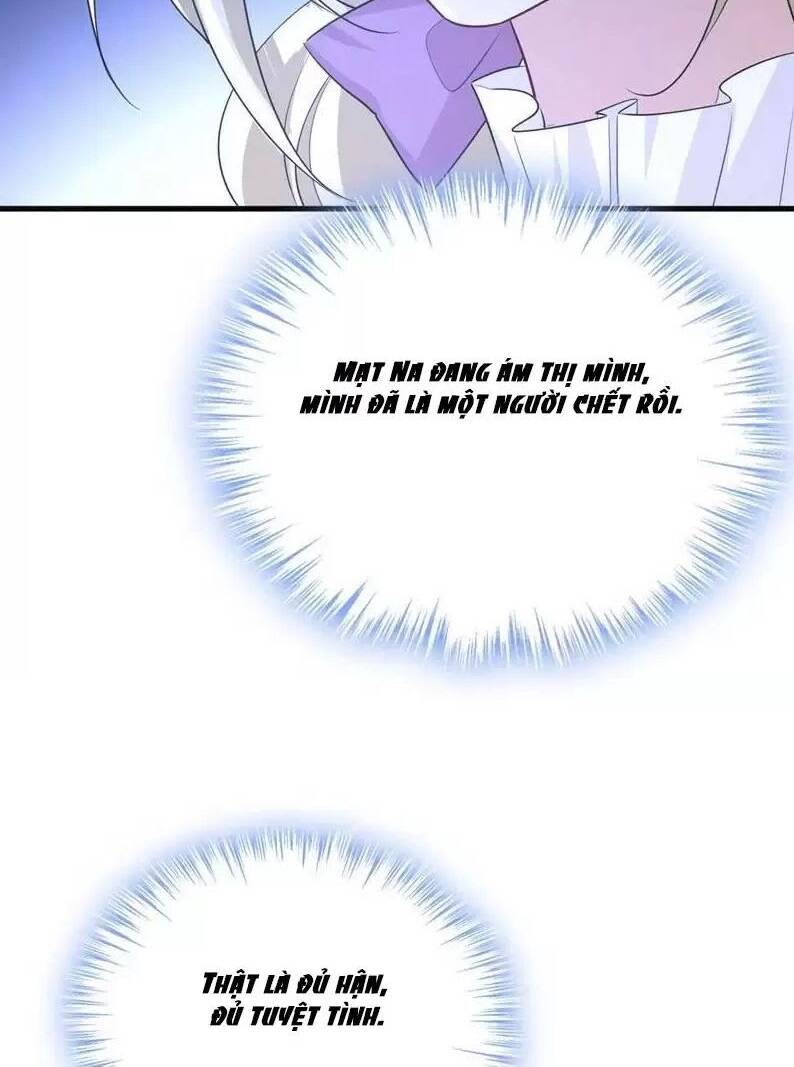 MẠT NA ĐANG ÁM THỊ MÌNH,
MÌNH ĐÃ LÀ MỘT NGƯỜI CHẾT RỒI.
THẬT LÀ ĐỦ HẬN,
ĐỦ TUYỆT TÌNH.